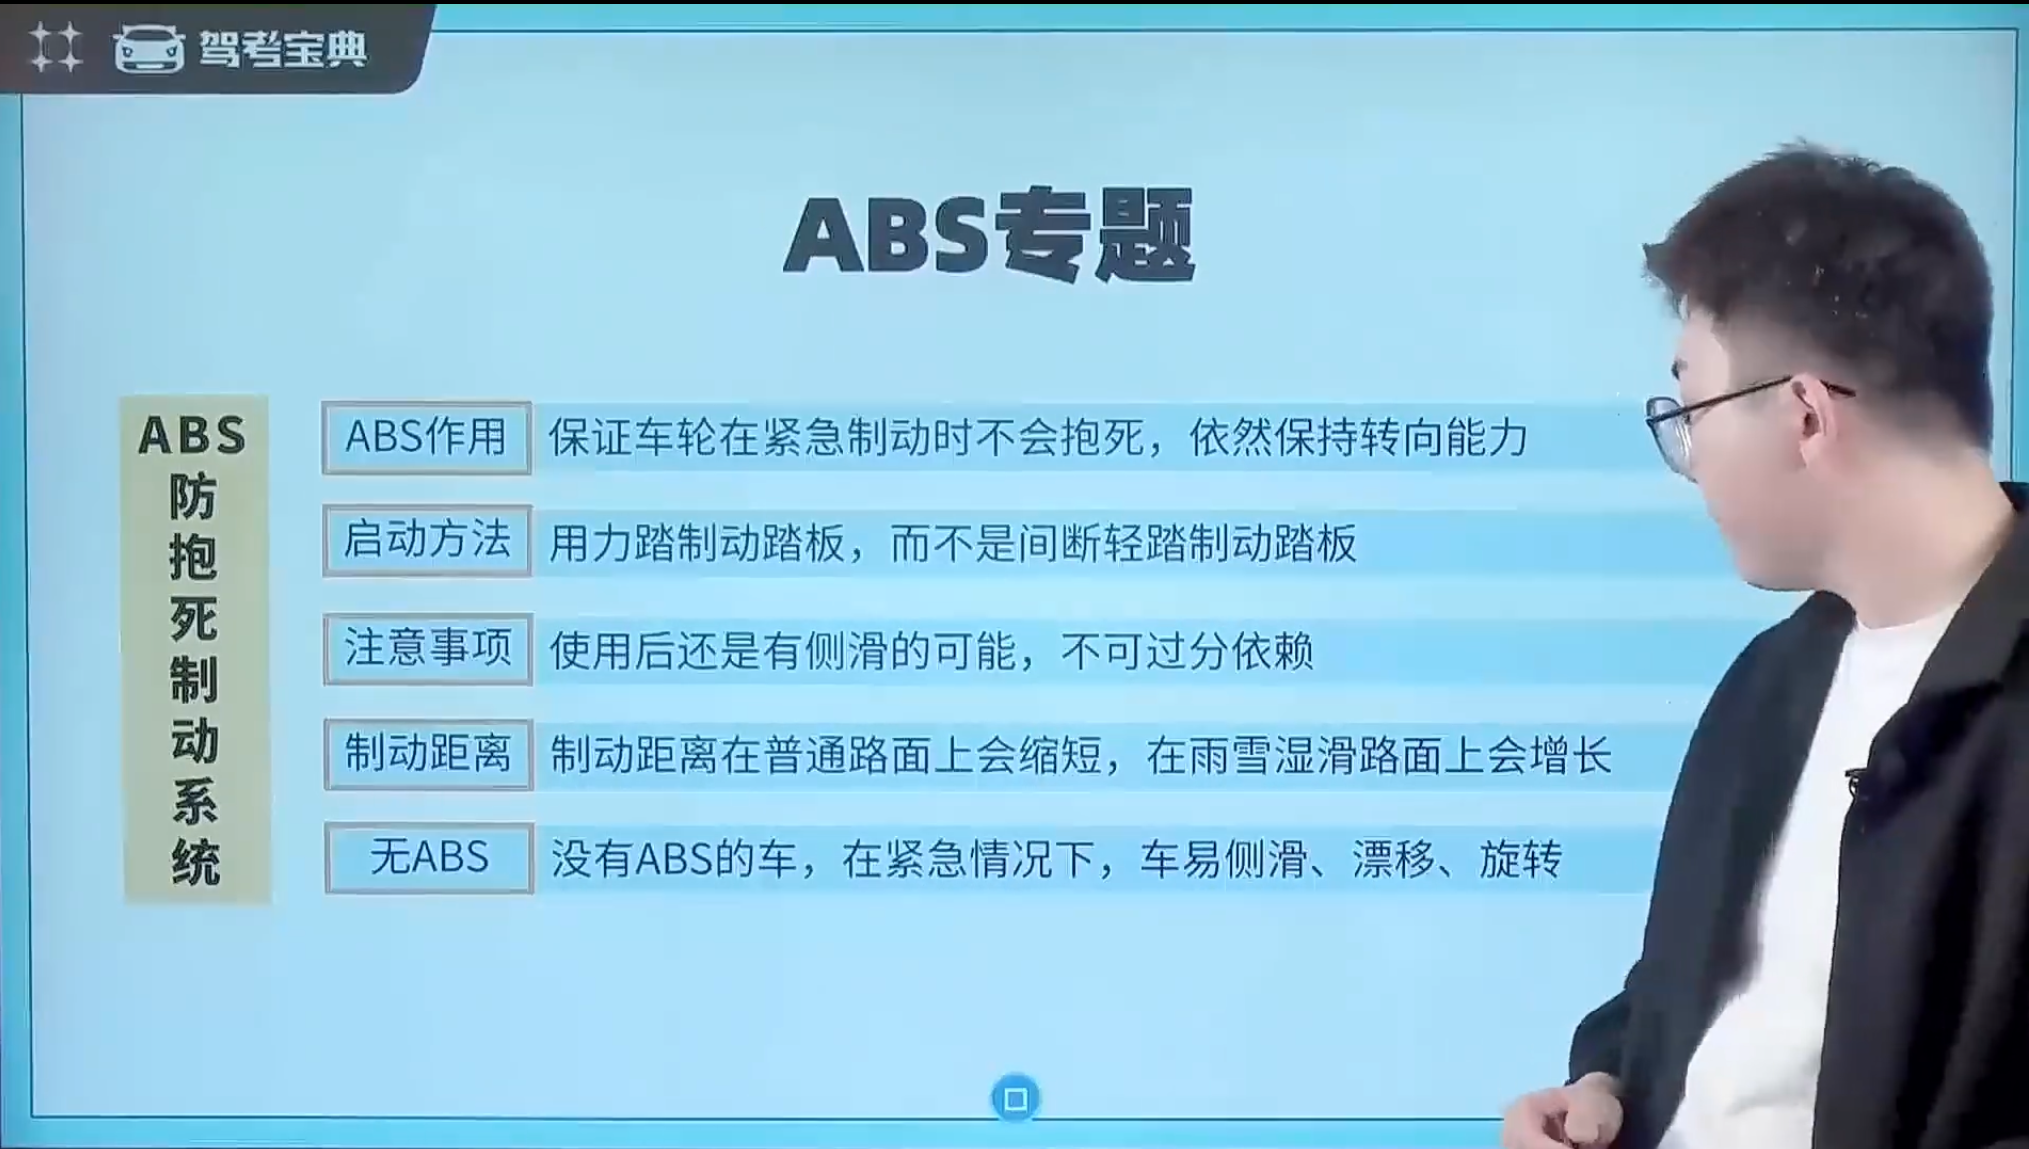 驾考宝典
ABS专题
ABS防抱死制动系统
ABS作用 保证车轮在紧急制动时不会抱死，依然保持转向能力
启动方法 用力踏制动踏板，而不是间断轻踏制动踏板
注意事项 使用后还是有侧滑的可能，不可过分依赖
制动距离 制动距离在普通路面上会缩短，在雨雪湿滑路面上会增长
无ABS 没有ABS的车，在紧急情况下，车易侧滑、漂移、旋转